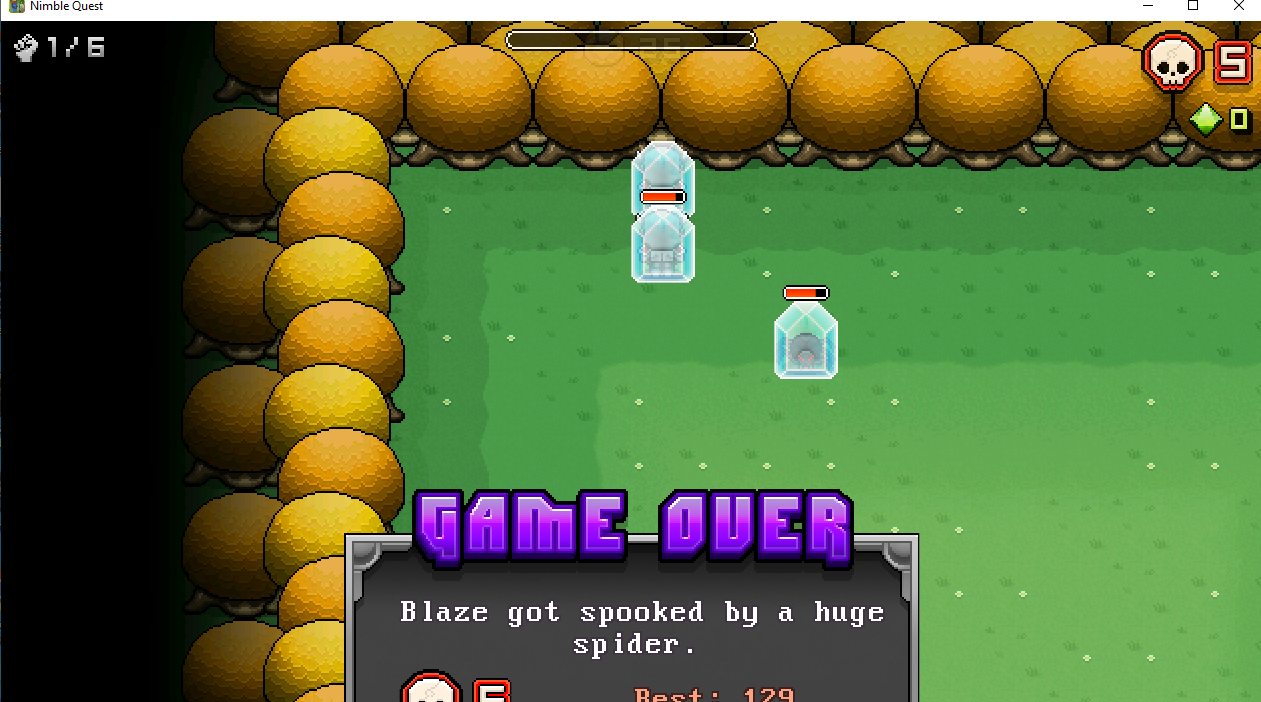 Nimble Quest
1/6
5
0
GAME OVER
Blaze got spooked by a huge
spider.
5
Best: 129